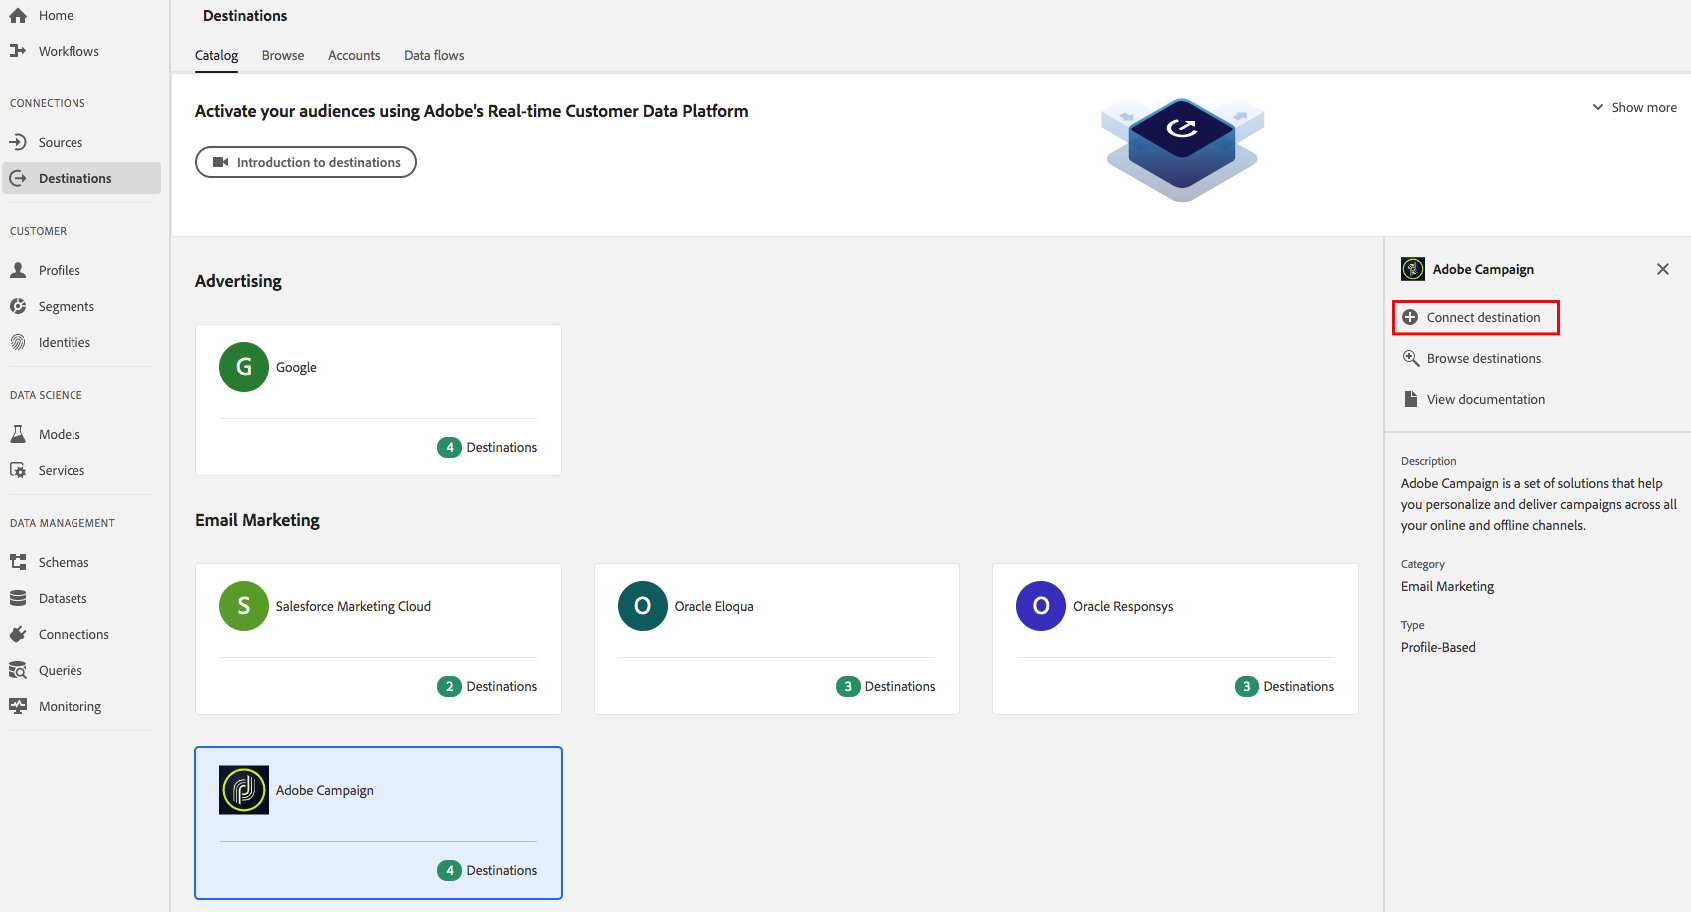 Home
Workflows
CONNECTIONS
Sources
Destinations
CUSTOMER
Profiles
Segments
Identities
DATA SCIENCE
Models
Services
DATA MANAGEMENT
Schemas
Datasets
Connections
Queries
Monitoring
Destinations
Catalog Browse Accounts Data flows
Activate your audiences using Adobe's Real-time Customer Data Platform
Introduction to destinations
Show more
Advertising
G Google
4 Destinations
Email Marketing
S Salesforce Marketing Cloud
2 Destinations
O Oracle Eloqua
3 Destinations
O Oracle Responsys
3 Destinations
Adobe Campaign
4 Destinations
Adobe Campaign
Connect destination
Browse destinations
View documentation
Description
Adobe Campaign is a set of solutions that help
you personalize and deliver campaigns across all
your online and offline channels.
Category
Email Marketing
Type
Profile-Based